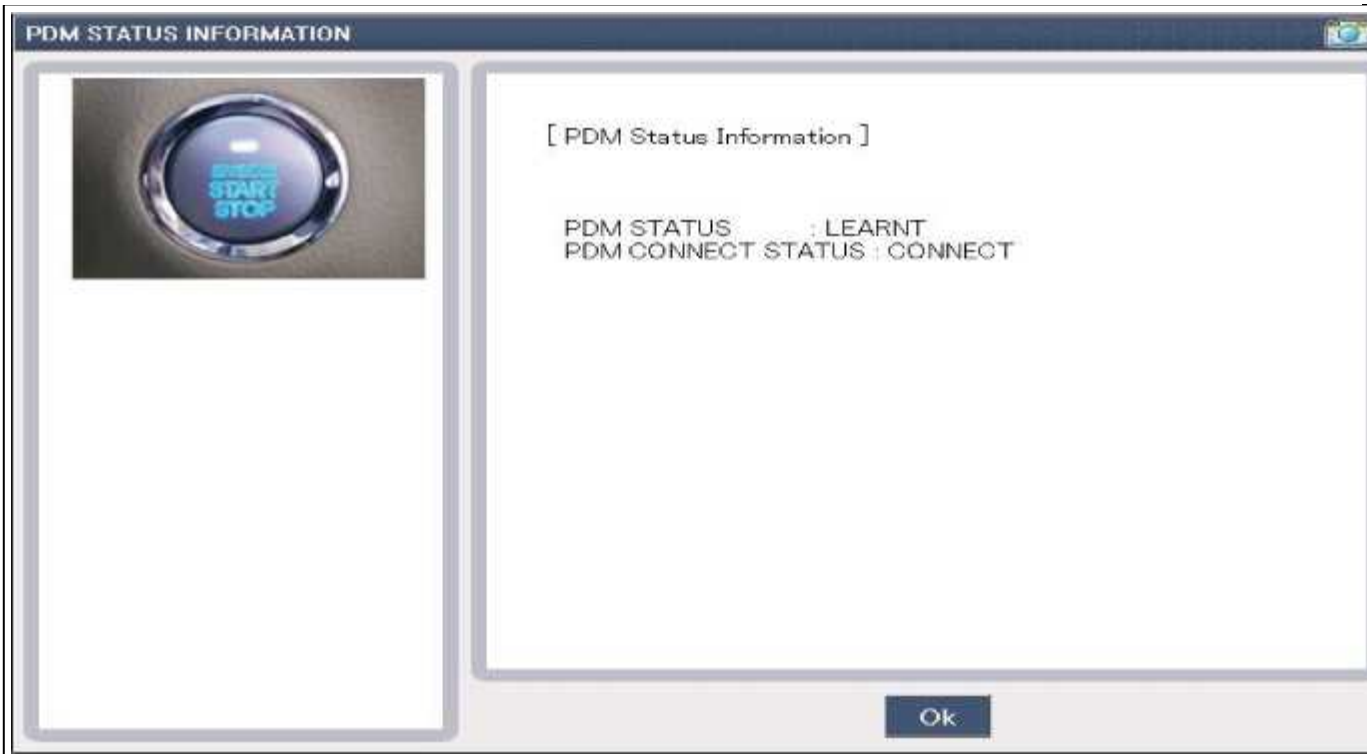 PDM STATUS INFORMATION
START
STOP
[ PDM Status Information ]
PDM STATUS : LEARNT
PDM CONNECT STATUS : CONNECT
Ok